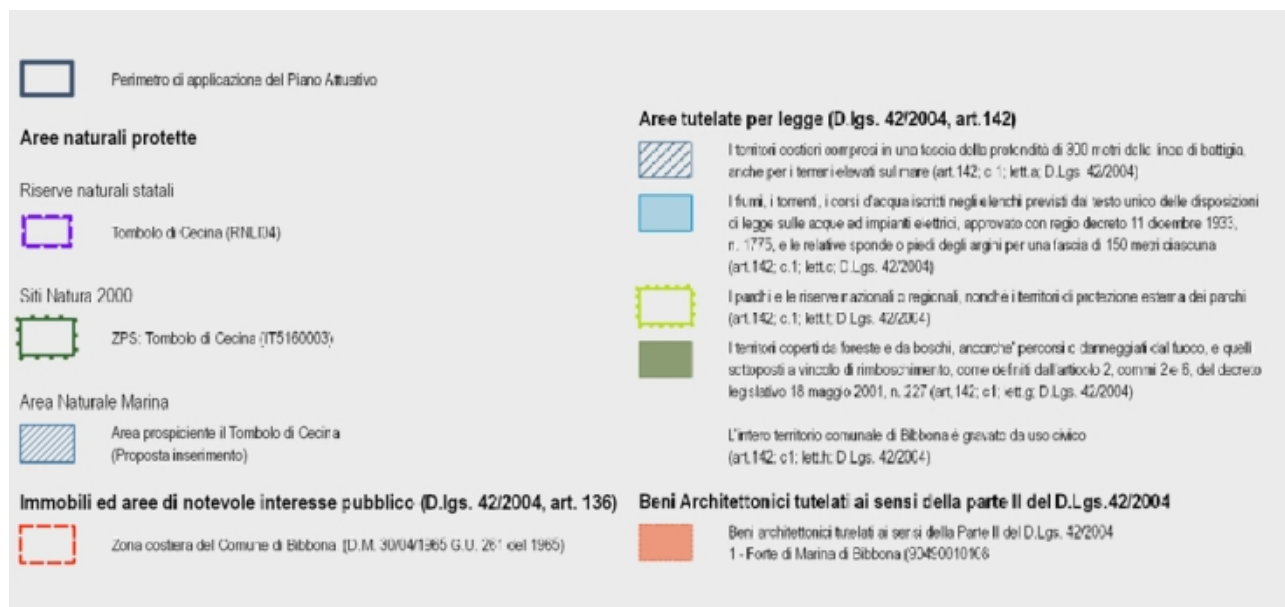 Perimetro di applicazione del Piano Attuativo
Aree naturali protette
Riserve naturali statali
Tombolo di Cecina (RNLI04)
Siti Natura 2000
ZPS: Tombolo di Cecina (IT5160003)
Area Naturale Marina
Area prospiciente il Tombolo di Cecina
(Proposta inserimento)
Immobili ed aree di notevole interesse pubblico (D.lgs. 42/2004, art. 136)
Zona costiera del Comune di Bibbona (D.M. 30/04/1965 G.U. 261 del 1965)
Aree tutelate per legge (D.lgs. 42/2004, art.142)
I territori costieri compresi in una fascia della profondità di 300 metri della linea di battigia,
anche per i terreni elevati sul mare (art.142; c.1; lett.a; D.Lgs. 42/2004)
I fiumi, i torrenti, i corsi d'acqua iscritti negli elenchi previsti dal testo unico delle disposizioni
di legge sulle acque ed impianti elettrici, approvato con regio decreto 11 dicembre 1933,
n. 1775, e le relative sponde o piedi degli argini per una fascia di 150 metri ciascuna
(art.142; c.1; lett.c; D.Lgs. 42/2004)
I parchi e le riserve nazionali o regionali, nonché i territori di protezione esterna dei parchi
(art.142; c.1; lett.f; D.Lgs. 42/2004)
I territori coperti da foreste e da boschi, ancorche' percorsi o danneggiati dal fuoco, e quelli
sottoposti a vincolo di rimboschimento, come definiti dall'articolo 2, commi 2 e 6, del decreto
legislativo 18 maggio 2001, n. 227 (art.142; c1; lett.g; D.Lgs. 42/2004)
L'intero territorio comunale di Bibbona è gravato da uso civico
(art.142; c1; lett.h; D.Lgs. 42/2004)
Beni Architettonici tutelati ai sensi della parte II del D.Lgs.42/2004
Beni architettonici tutelati ai sensi della Parte II del D.Lgs. 42/2004
1 - Forte di Marina di Bibbona (90490010108